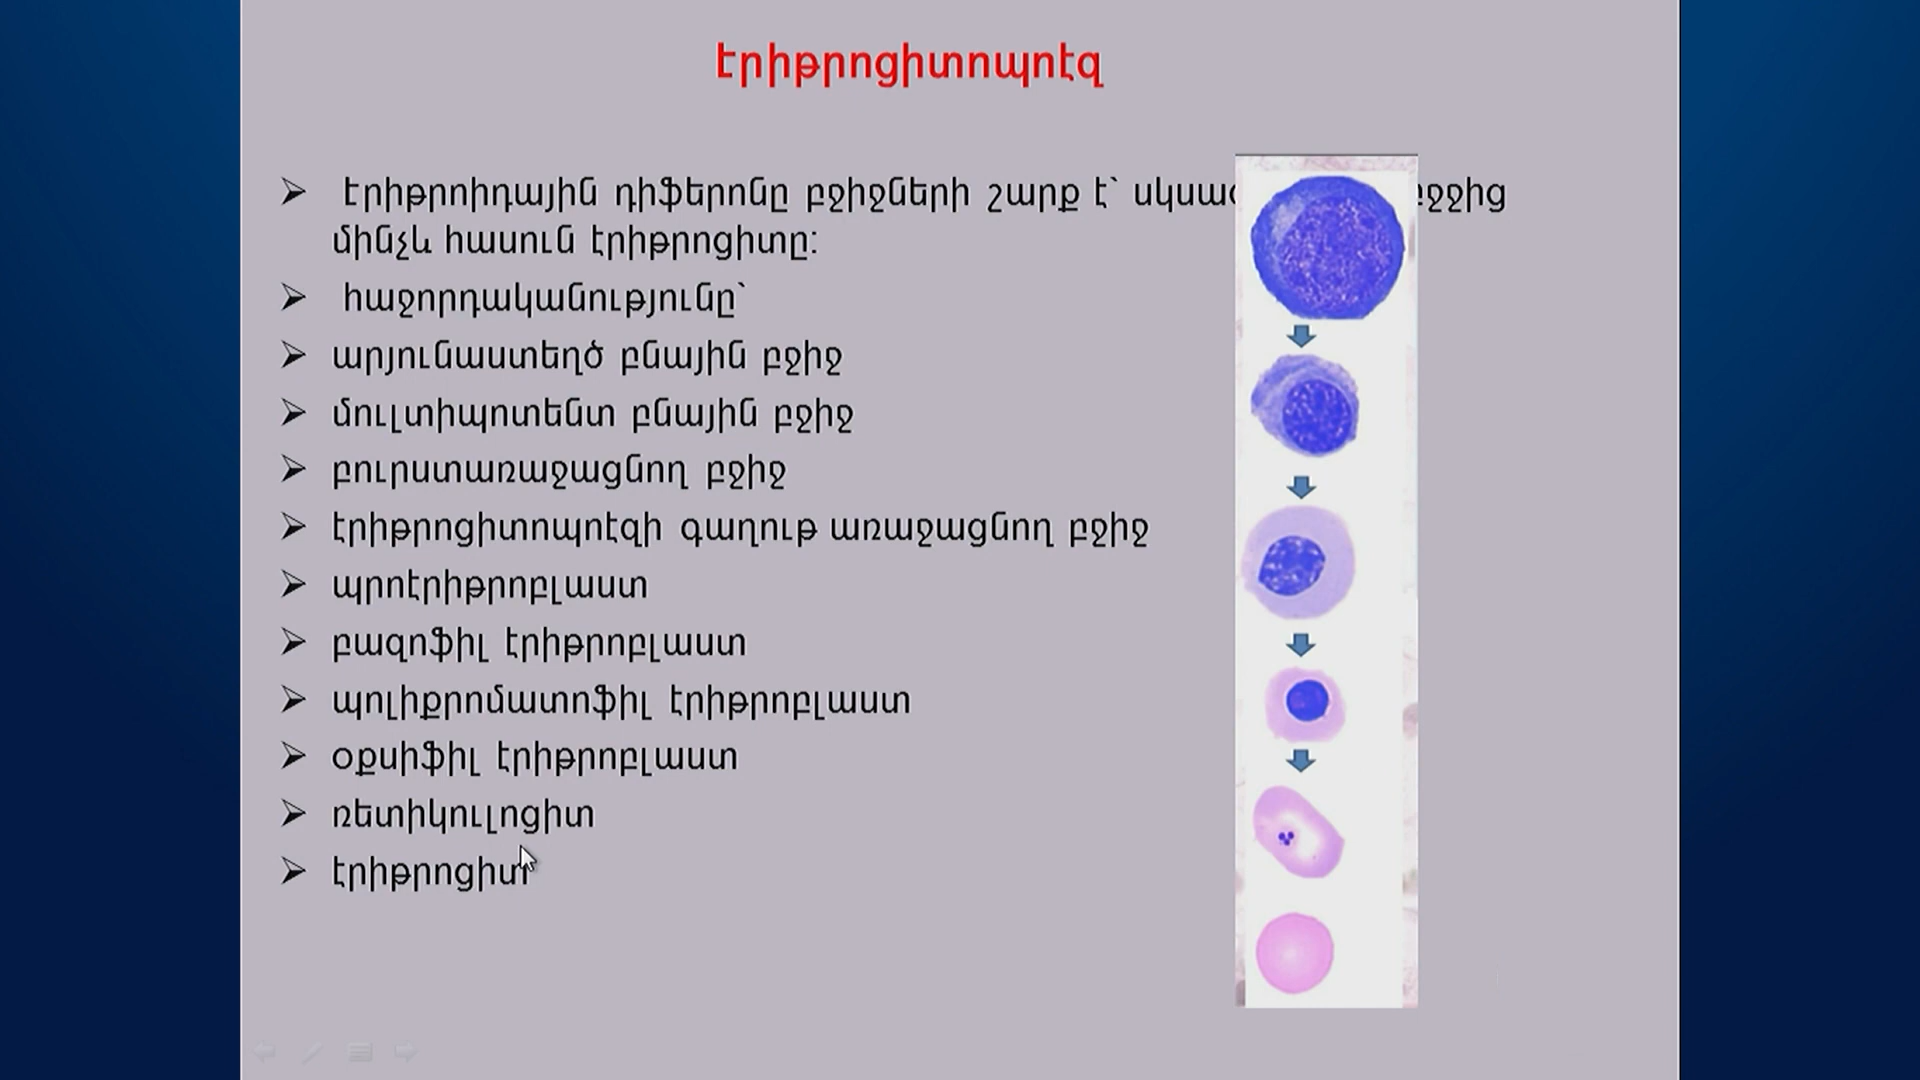 Էրիթրոցիտոպոէզ
Էրիթրոիդային դիֆերոնը բջիջների շարք է՝
մինչև հասուն էրիթրոցիտը:
հաջորդականությունը՝
արյունաստեղծ բնային բջիջ
մուլտիպոտենտ բնային բջիջ
բուրստառաջացնող բջիջ
էրիթրոցիտոպոէզի գաղութ առաջացնող բջիջ
պրոէրիթրոբլաստ
բազոֆիլ էրիթրոբլաստ
պոլիքրոմատոֆիլ էրիթրոբլաստ
օքսիֆիլ էրիթրոբլաստ
ռետիկուլոցիտ
էրիթրոցիտ